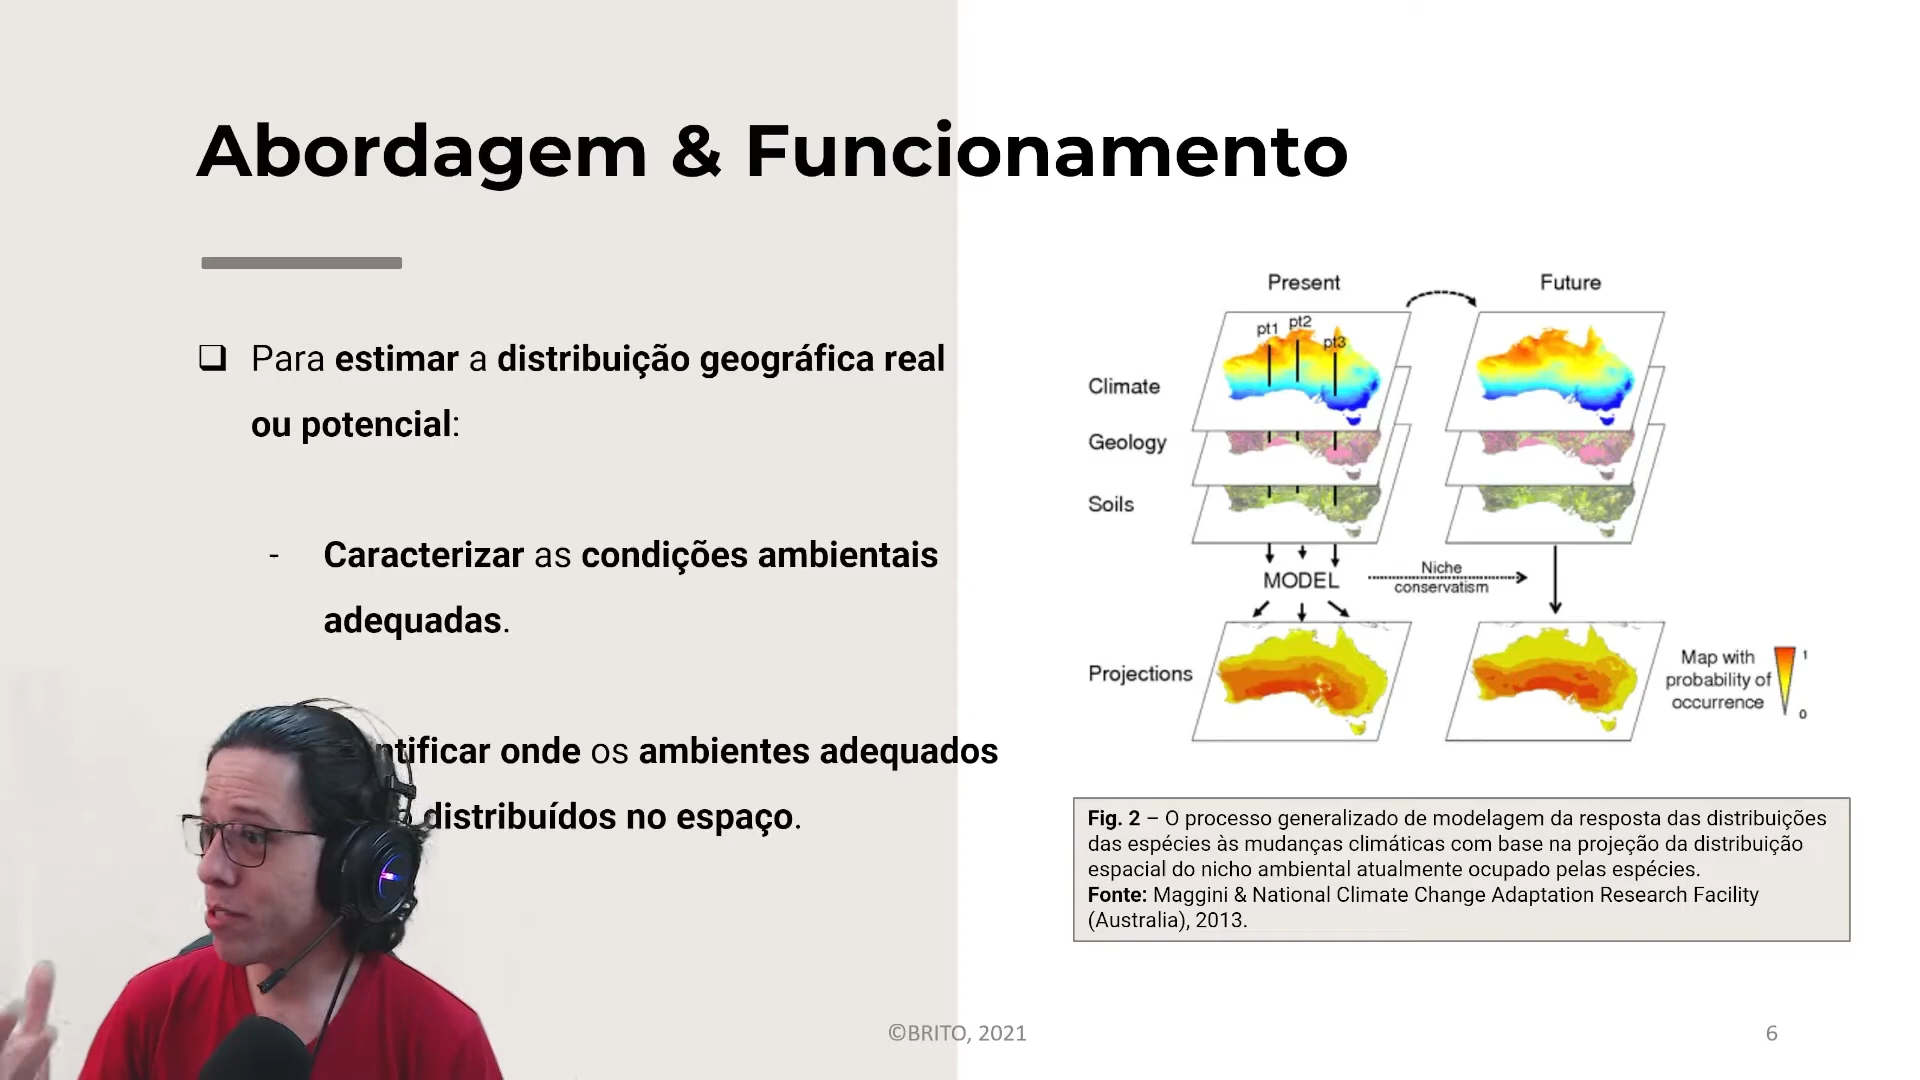 Abordagem & Funcionamento
❑ Para estimar a distribuição geográfica real
ou potencial:
- Caracterizar as condições ambientais
adequadas.
onde os ambientes adequados
distribuídos no espaço.
Present
Future
pt1
pt2
pt3
Climate
Geology
Soils
MODEL
Niche
conservatism
Projections
Map with
probability of
occurrence
1
0
Fig. 2 – O processo generalizado de modelagem da resposta das distribuições
das espécies às mudanças climáticas com base na projeção da distribuição
espacial do nicho ambiental atualmente ocupado pelas espécies.
Fonte: Maggini & National Climate Change Adaptation Research Facility
(Australia), 2013.
©BRITO, 2021
6